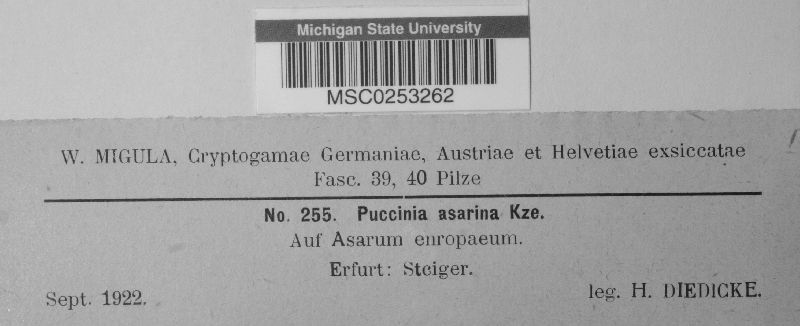 Michigan State University
MSC0253262
W. MIGULA, Cryptogamae Germaniae, Austriae et Helvetiae exsiccatae
Fasc. 39, 40 Pilze
No. 255. Puccinia asarina Kze.
Auf Asarum enropaeum.
Erfurt: Steiger.
Sept. 1922.
leg. H. DIEDICKE.